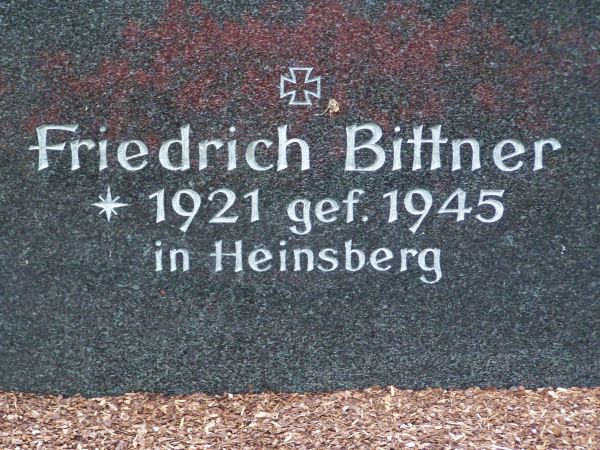 Friedrich Bittner
* 1921 gef. 1945
in Heinsberg